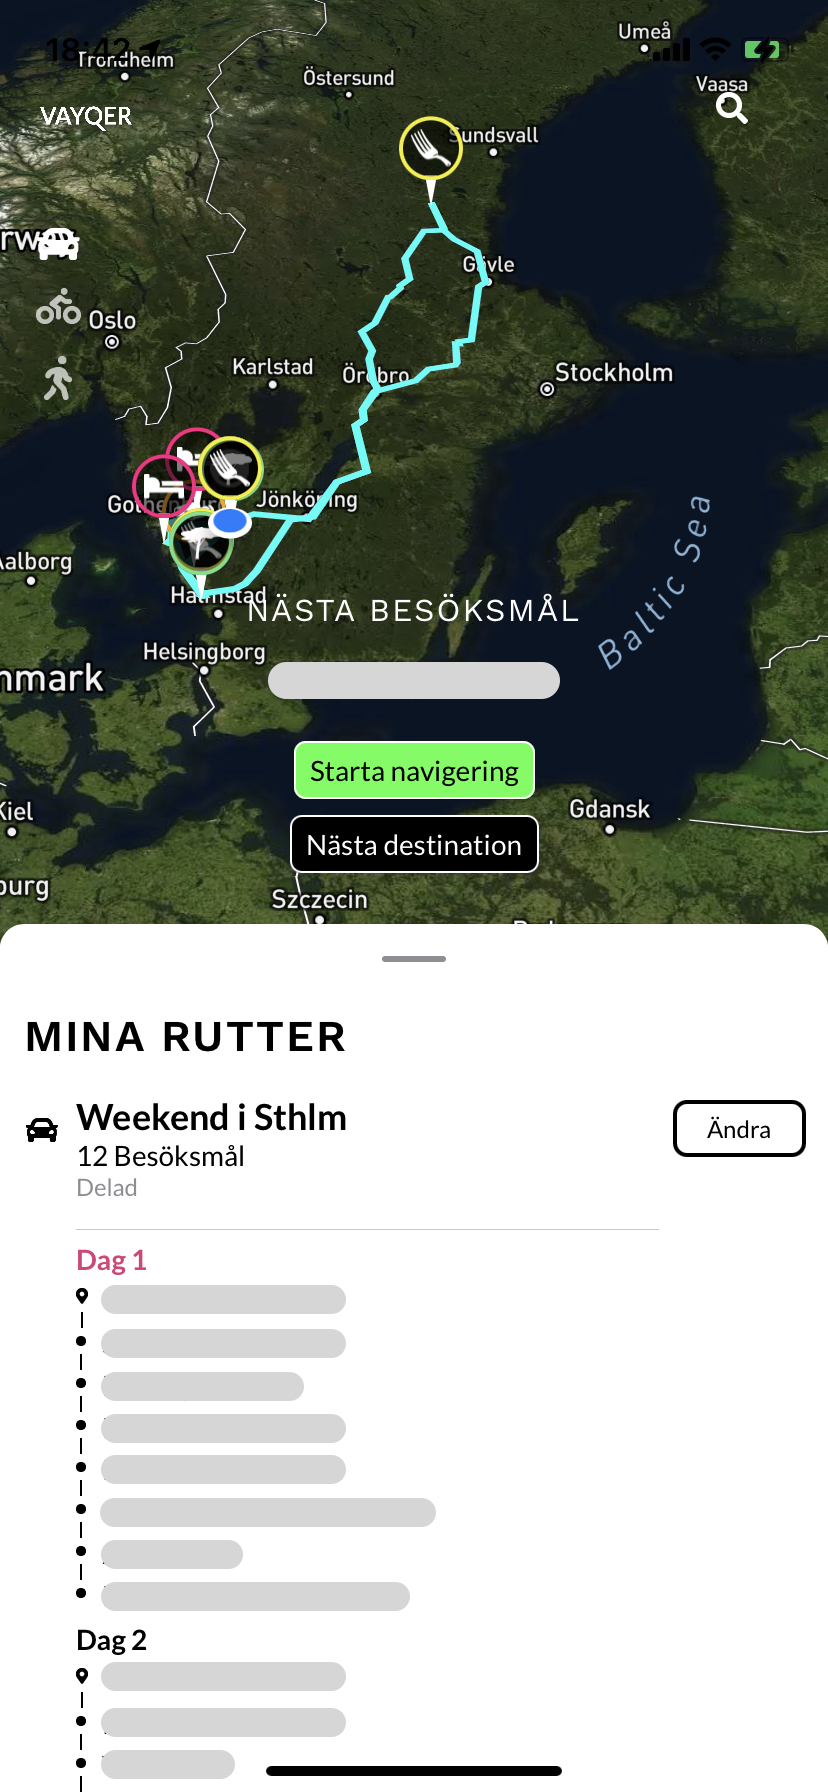 18:42
Trondheim
Umeå
Östersund
Vaasa
VAYQER
Sundsvall
Gävle
Oslo
Karlstad
Örebro
Stockholm
Jönköping
Aalborg
Halmstad
NÄSTA BESÖKSMÅL
Baltic Sea
Helsingborg
nmark
Starta navigering
Kiel
Gdansk
Nästa destination
burg
Szczecin
MINA RUTTER
Weekend i Sthlm
Ändra
12 Besöksmål
Delad
Dag 1
Dag 2